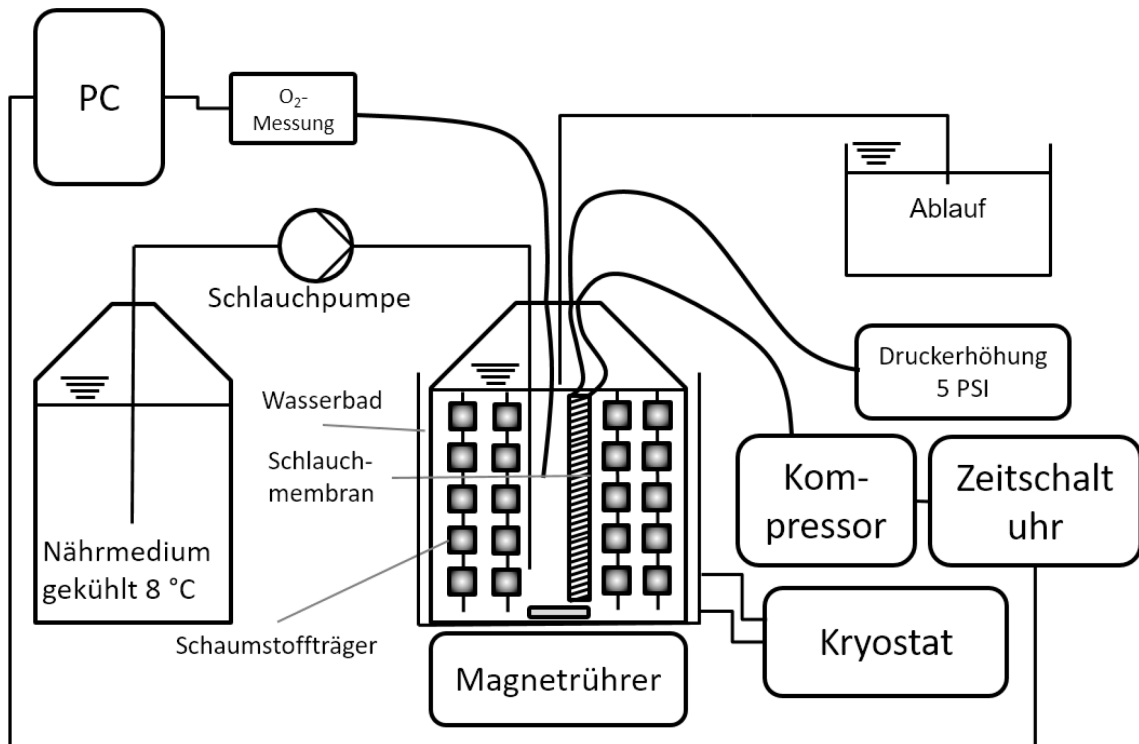 PC
O₂-
Messung
Ablauf
Schlauchpumpe
Druckerhöhung
5 PSI
Wasserbad
Schlauch-
membran
Kom-
pressor
Zeitschalt
uhr
Nährmedium
gekühlt 8 °C
Schaumstoffträger
Magnetrührer
Kryostat